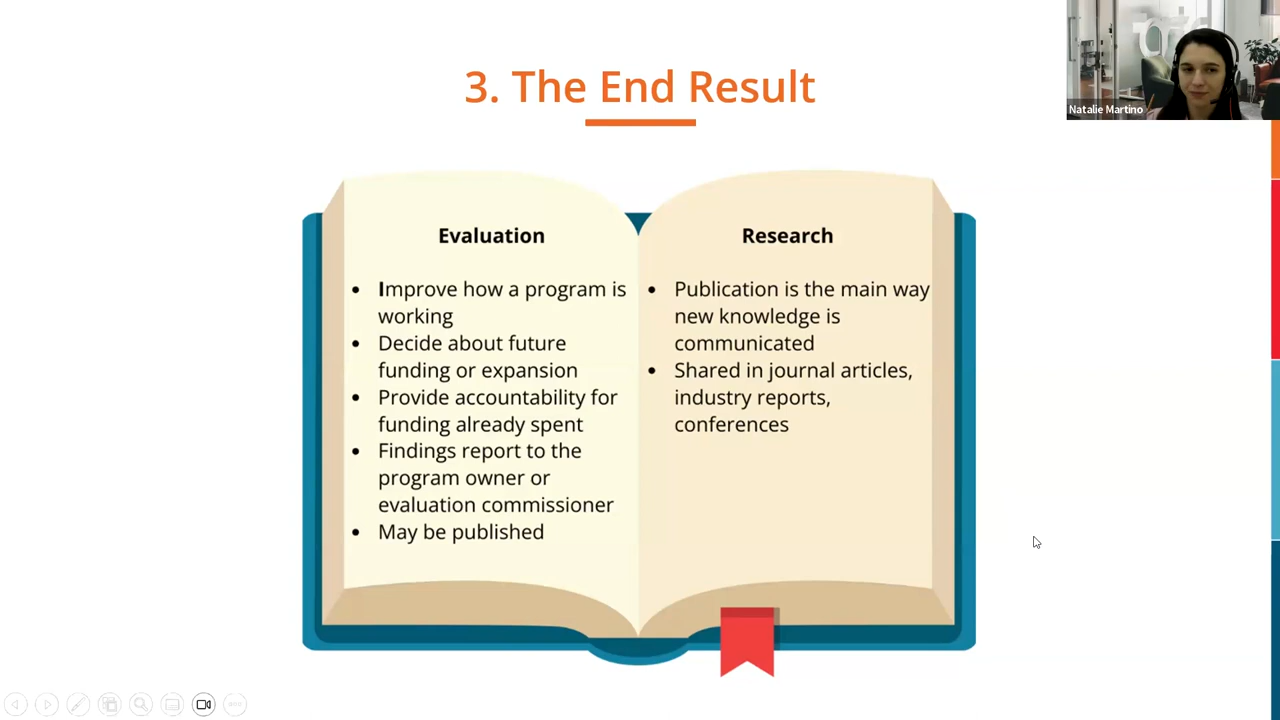 3. The End Result
Natalie Martino
Evaluation
• Improve how a program is
working
• Decide about future
funding or expansion
• Provide accountability for
funding already spent
• Findings report to the
program owner or
evaluation commissioner
• May be published
Research
• Publication is the main way
new knowledge is
communicated
• Shared in journal articles,
industry reports,
conferences